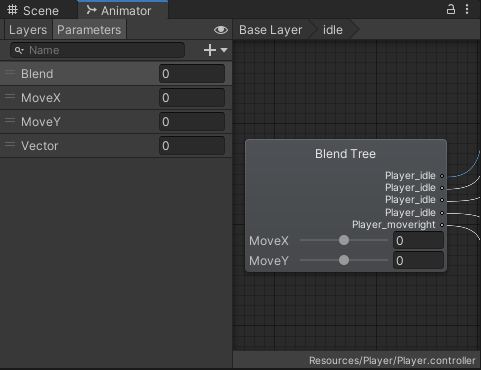 Scene Animator
Layers Parameters
Name
Base Layer idle
Blend 0
MoveX 0
MoveY 0
Vector 0
Blend Tree
Player_idle
Player_idle
Player_idle
Player_idle
Player_moveright
MoveX 0
MoveY 0
Resources/Player/Player.controller